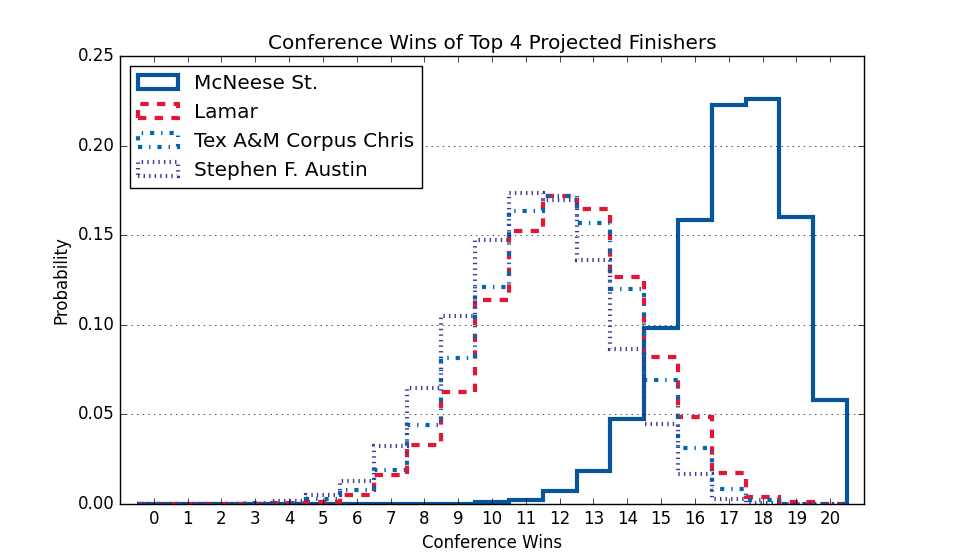 Conference Wins of Top 4 Projected Finishers
0.25
0.20
0.15
0.10
0.05
0.00
Probability
McNeese St.
Lamar
Tex A&M Corpus Chris
Stephen F. Austin
0 1 2 3 4 5 6 7 8 9 10 11 12 13 14 15 16 17 18 19 20
Conference Wins